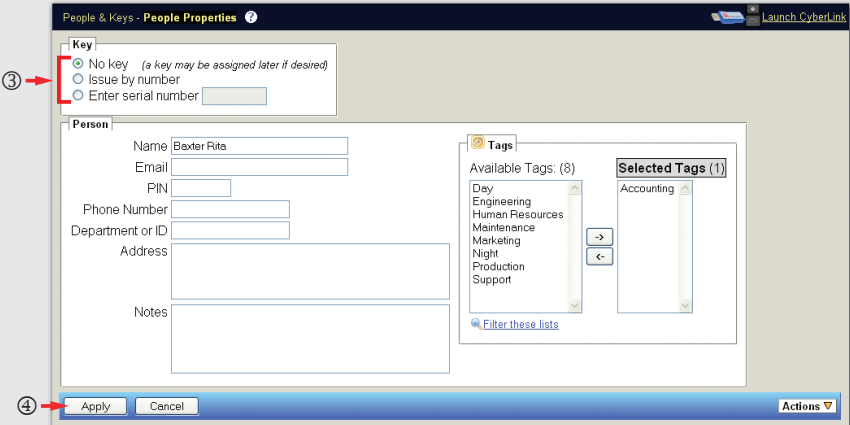 People & Keys - People Properties ?
Launch CyberLink
Key
③
No key (a key may be assigned later if desired)
Issue by number
Enter serial number
Person
Name Baxter Rita
Email
PIN
Phone Number
Department or ID
Address
Notes
Tags
Available Tags: (8)
Day
Engineering
Human Resources
Maintenance
Marketing
Night
Production
Support
->
<-
Selected Tags (1)
Accounting
Filter these lists
④
Apply Cancel Actions